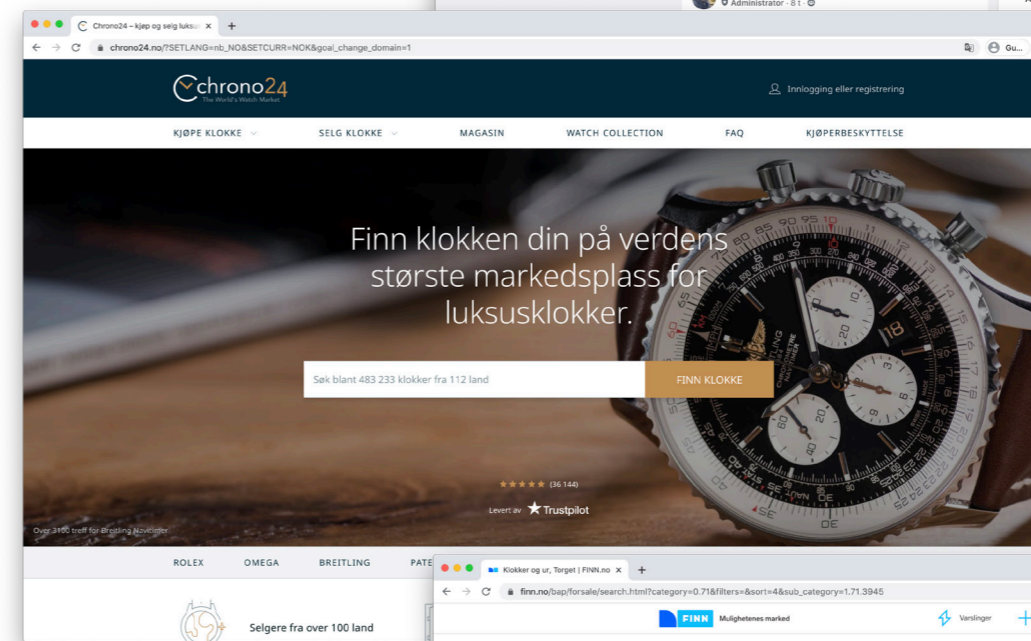 Administrator · 8 t ·
Chrono24 – kjøp og selg luksu
chrono24.no/?SETLANG=nb_NO&SETCURR=NOK&goal_change_domain=1
Gu...
chrono24
The World's Watch Market
Innlogging eller registrering
KJØPE KLOKKE
SELG KLOKKE
MAGASIN
WATCH COLLECTION
FAQ
KJØPERBESKYTTELSE
Finn klokken din på verdens
største markedsplass for
luksusklokker.
Søk blant 483 233 klokker fra 112 land
FINN KLOKKE
(36 144)
Levert av Trustpilot
Over 3100 treff for Breitling Navitimer
ROLEX OMEGA BREITLING PATE
Selgere fra over 100 land
Klokker og ur, Torget | FINN.no
finn.no/bap/forsale/search.html?category=0.71&filters=&sort=4&sub_category=1.71.3945
FINN Mulighetenes marked
Varslinger